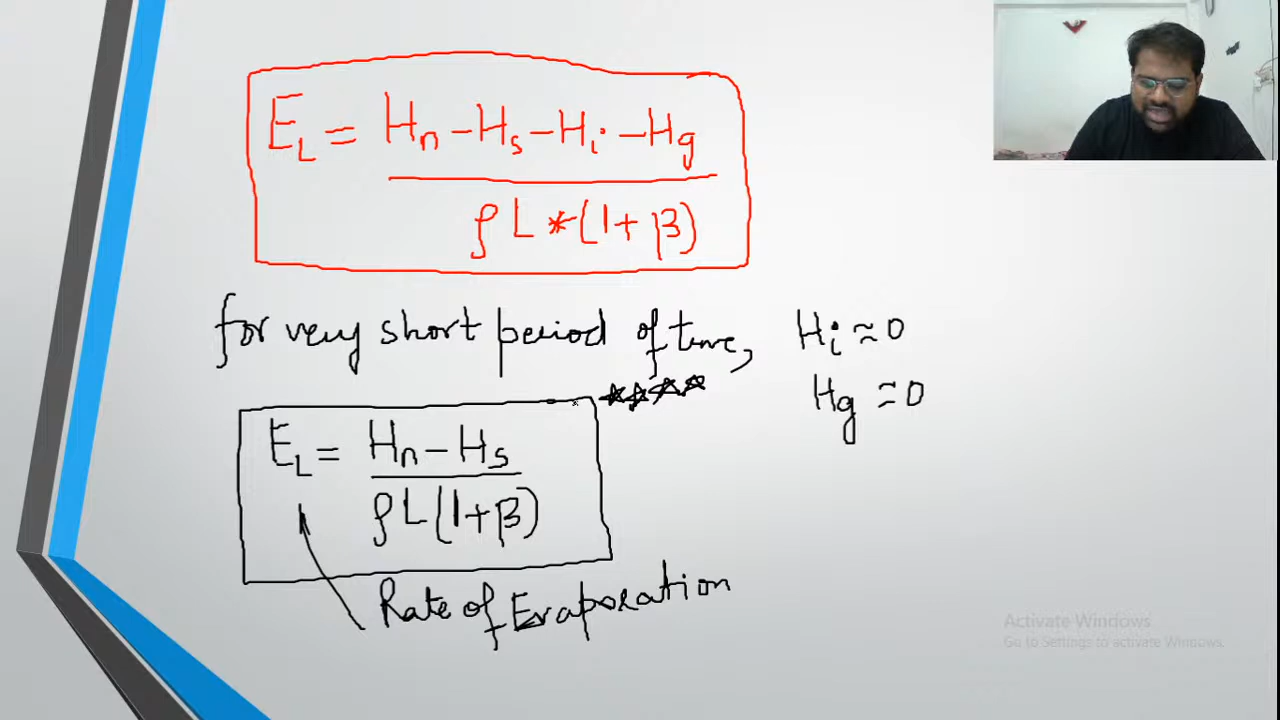 E_L = H_n - H_s - H_i - H_g
ρL*(1+β)
for very short period of time, H_i ≈ 0
H_g ≈ 0
E_L = H_n - H_s
ρL(1+β)
Rate of Evaporation
Activate Windows
Go to Settings to activate Windows.